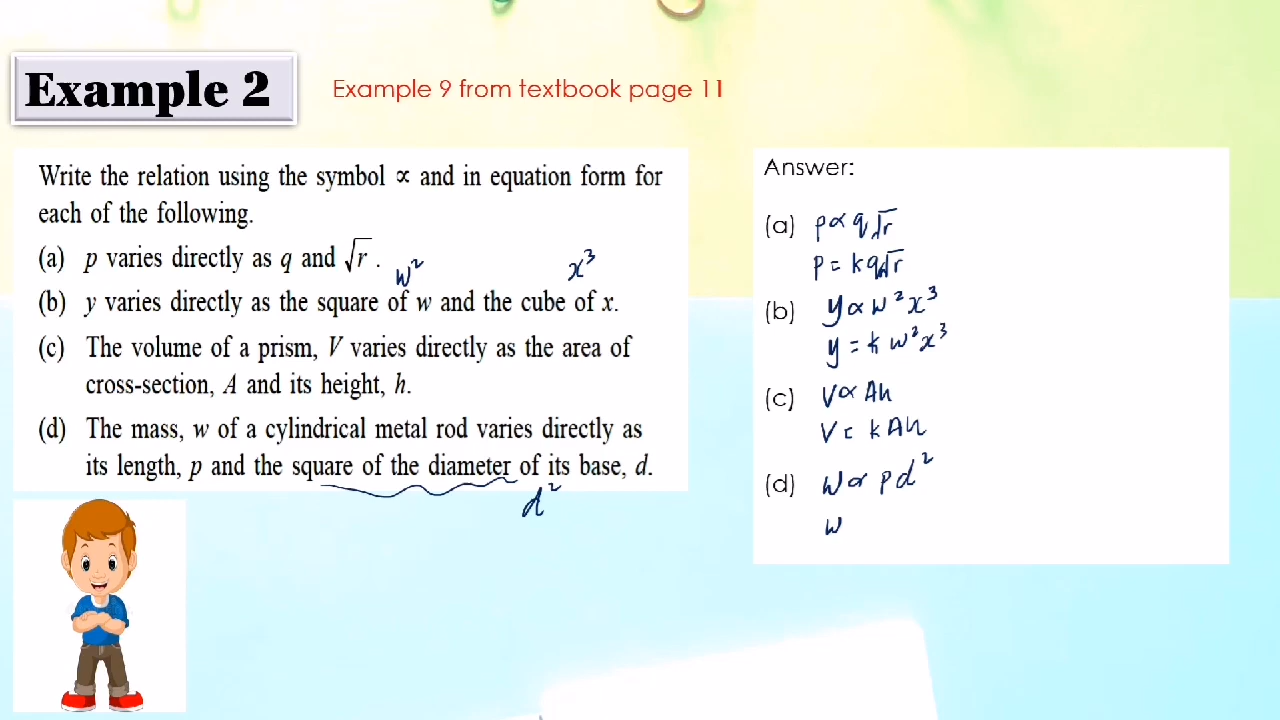 Example 2
Example 9 from textbook page 11
Write the relation using the symbol ∝ and in equation form for
each of the following.
(a) p varies directly as q and √r .
w² x³
(b) y varies directly as the square of w and the cube of x.
(c) The volume of a prism, V varies directly as the area of
cross-section, A and its height, h.
(d) The mass, w of a cylindrical metal rod varies directly as
its length, p and the square of the diameter of its base, d.
d²
Answer:
(a) p ∝ q√r
p = kq√r
(b) y ∝ w²x³
y = k w²x³
(c) V ∝ Ah
V = kAh
(d) w ∝ pd²
w